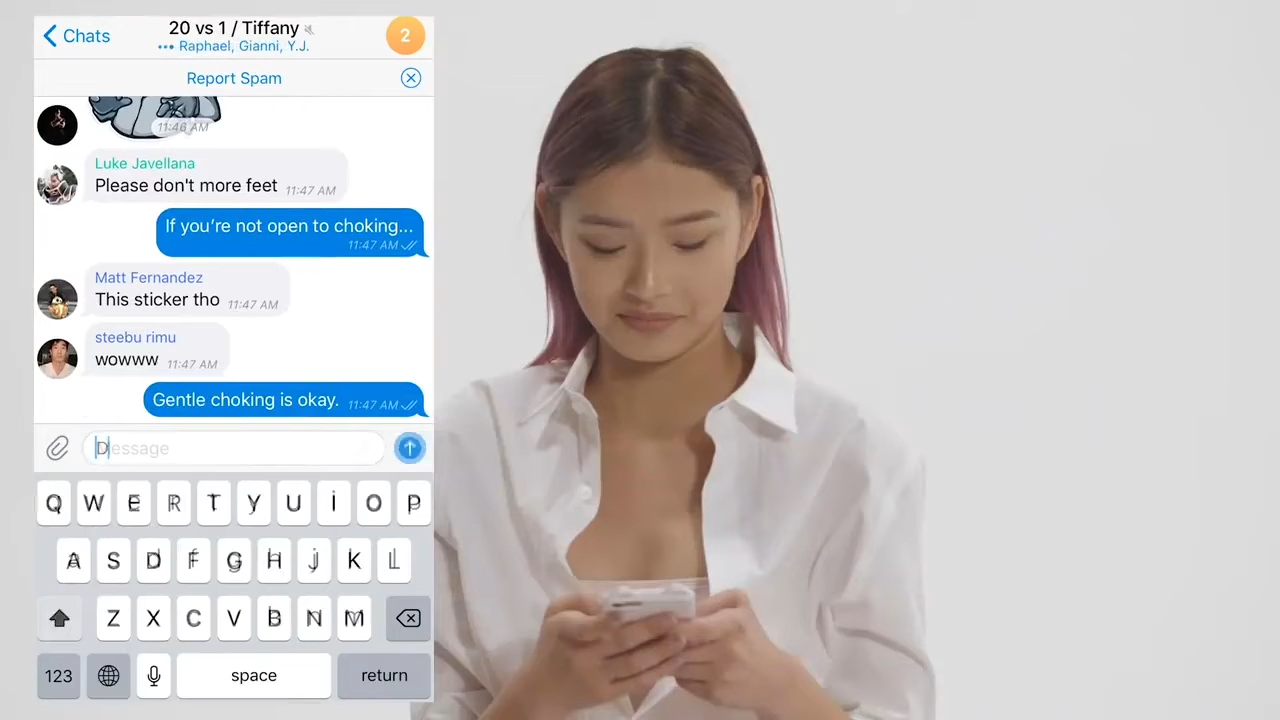 Chats
20 vs 1 / Tiffany
2
••• Raphael, Gianni, Y.J.
Report Spam
11:46 AM
Luke Javellana
Please don't more feet 11:47 AM
If you’re not open to choking...
11:47 AM
Matt Fernandez
This sticker tho 11:47 AM
steebu rimu
wowww 11:47 AM
Gentle choking is okay. 11:47 AM
Message
Q W E R T Y U I O P
A S D F G H J K L
Z X C V B N M
123 space return